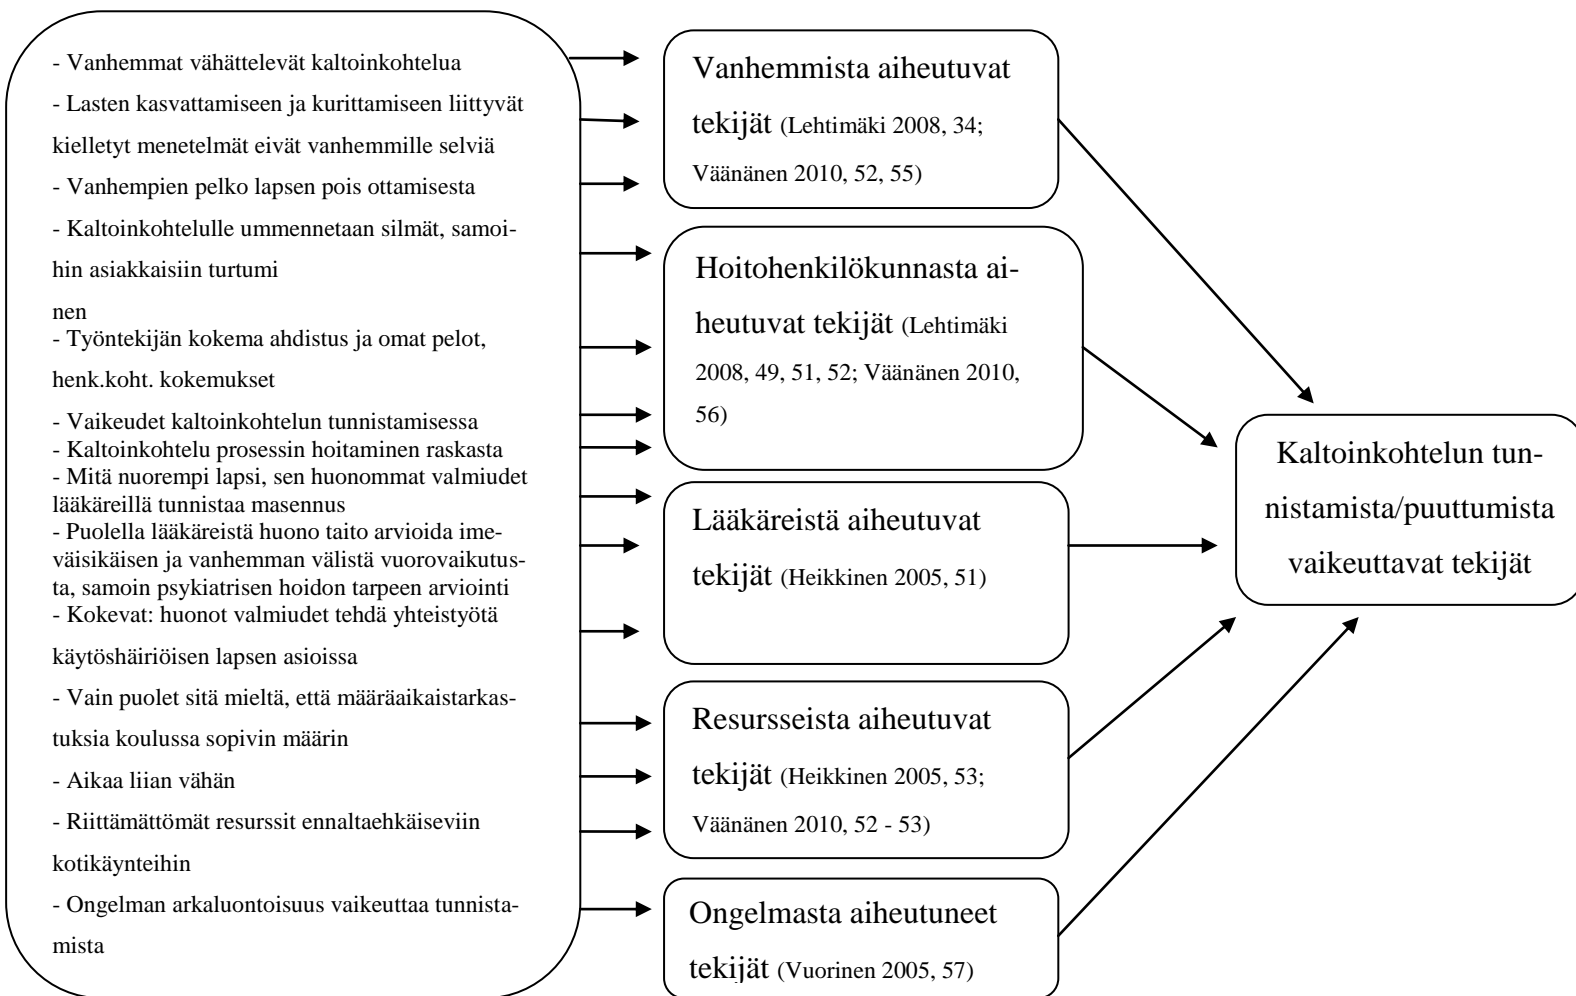 - Vanhemmat vähättelevät kaltoinkohtelua
- Lasten kasvattamiseen ja kurittamiseen liittyvät
kielletyt menetelmät eivät vanhemmille selviä
- Vanhempien pelko lapsen pois ottamisesta
- Kaltoinkohtelulle ummennetaan silmät, samoi-
hin asiakkaisiin turtumi
nen
- Työntekijän kokema ahdistus ja omat pelot,
henk.koht. kokemukset
- Vaikeudet kaltoinkohtelun tunnistamisessa
- Kaltoinkohtelu prosessin hoitaminen raskasta
- Mitä nuorempi lapsi, sen huonommat valmiudet
lääkäreillä tunnistaa masennus
- Puolella lääkäreistä huono taito arvioida ime-
väisikäisen ja vanhemman välistä vuorovaikutus-
ta, samoin psykiatrisen hoidon tarpeen arviointi
- Kokevat: huonot valmiudet tehdä yhteistyötä
käytöshäiriöisen lapsen asioissa
- Vain puolet sitä mieltä, että määräaikaistarkas-
tuksia koulussa sopivin määrin
- Aikaa liian vähän
- Riittämättömät resurssit ennaltaehkäiseviin
kotikäynteihin
- Ongelman arkaluontoisuus vaikeuttaa tunnista-
mista
Vanhemmista aiheutuvat
tekijät (Lehtimäki 2008, 34;
Väänänen 2010, 52, 55)
Hoitohenkilökunnasta ai-
heutuvat tekijät (Lehtimäki
2008, 49, 51, 52; Väänänen 2010,
56)
Lääkäreistä aiheutuvat
tekijät (Heikkinen 2005, 51)
Resursseista aiheutuvat
tekijät (Heikkinen 2005, 53;
Väänänen 2010, 52 - 53)
Ongelmasta aiheutuneet
tekijät (Vuorinen 2005, 57)
Kaltoinkohtelun tun-
nistamista/puuttumista
vaikeuttavat tekijät